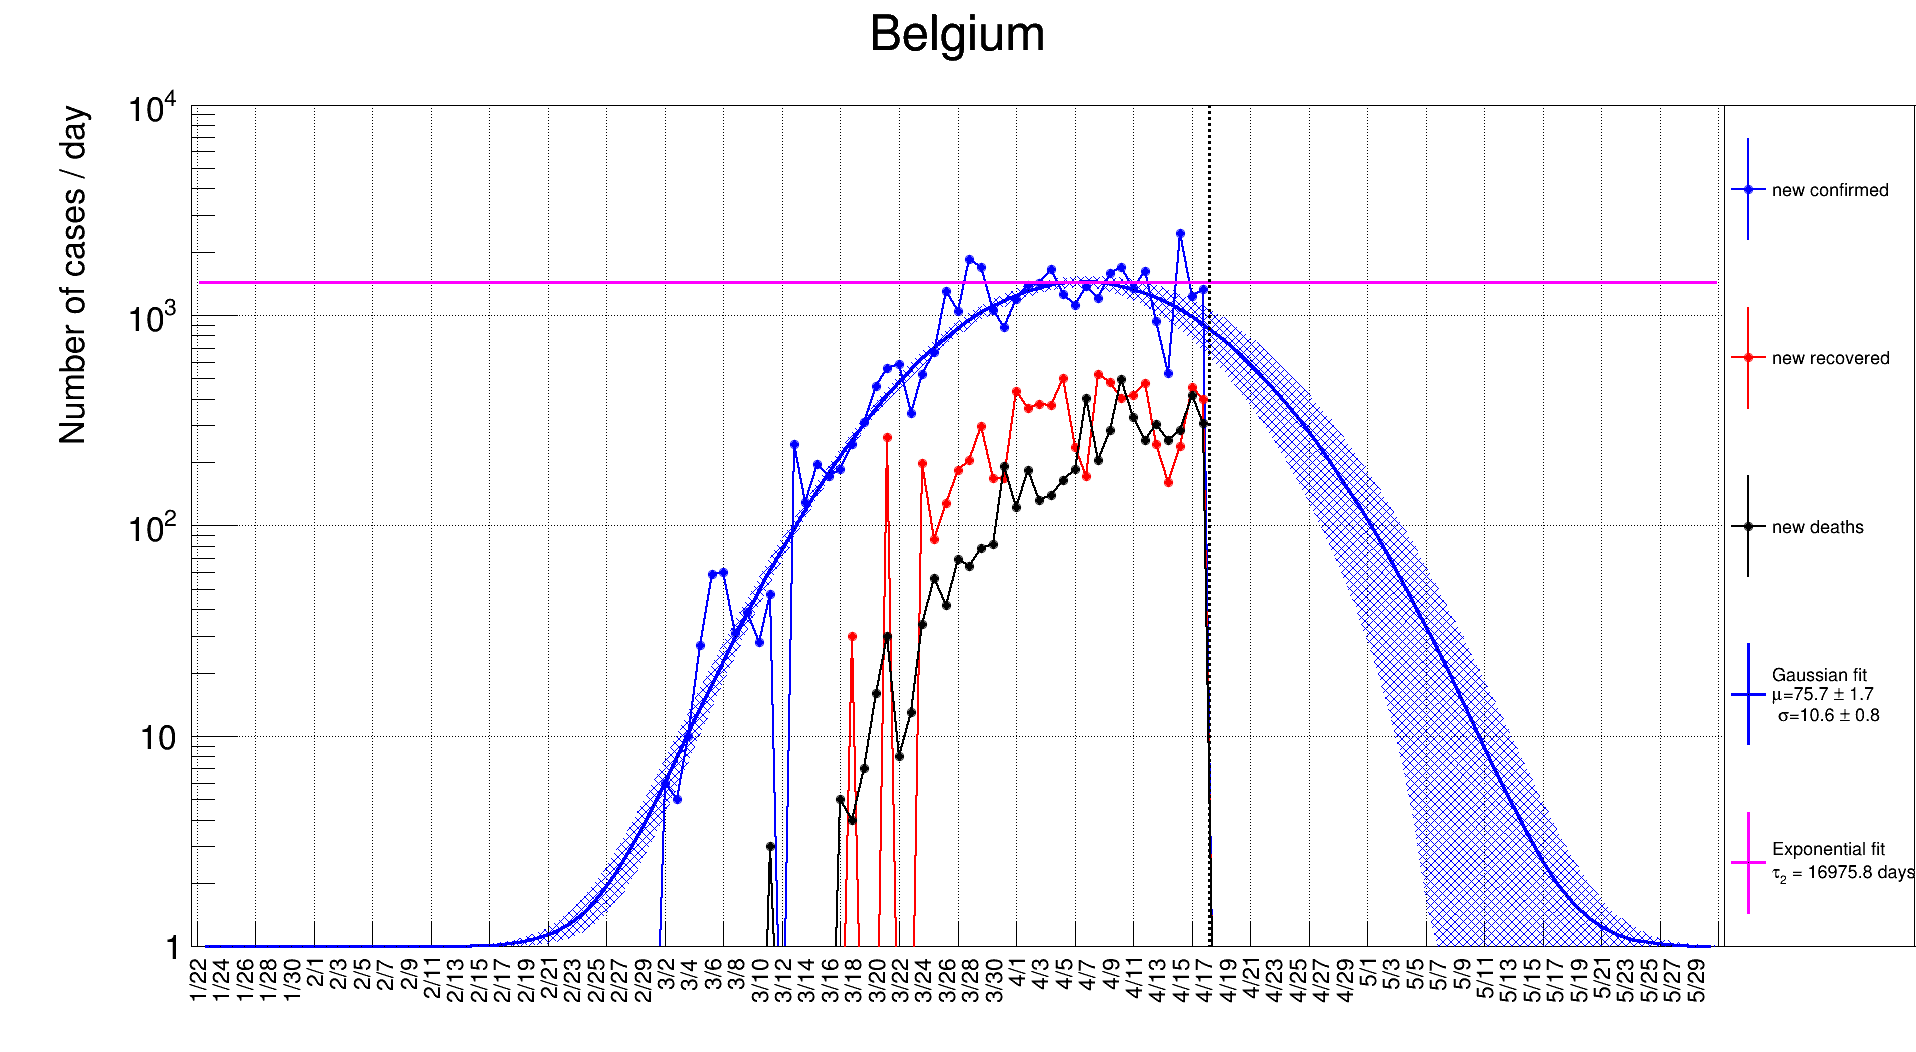 Belgium
Number of cases / day
10^4
10^3
10^2
10
1
1/22 1/24 1/26 1/28 1/30 2/1 2/3 2/5 2/7 2/9 2/11 2/13 2/15 2/17 2/19 2/21 2/23 2/25 2/27 2/29 3/2 3/4 3/6 3/8 3/10 3/12 3/14 3/16 3/18 3/20 3/22 3/24 3/26 3/28 3/30 4/1 4/3 4/5 4/7 4/9 4/11 4/13 4/15 4/17 4/19 4/21 4/23 4/25 4/27 4/29 5/1 5/3 5/5 5/7 5/9 5/11 5/13 5/15 5/17 5/19 5/21 5/23 5/25 5/27 5/29
new confirmed
new recovered
new deaths
Gaussian fit
μ=75.7 ± 1.7
σ=10.6 ± 0.8
Exponential fit
τ₂ = 16975.8 days